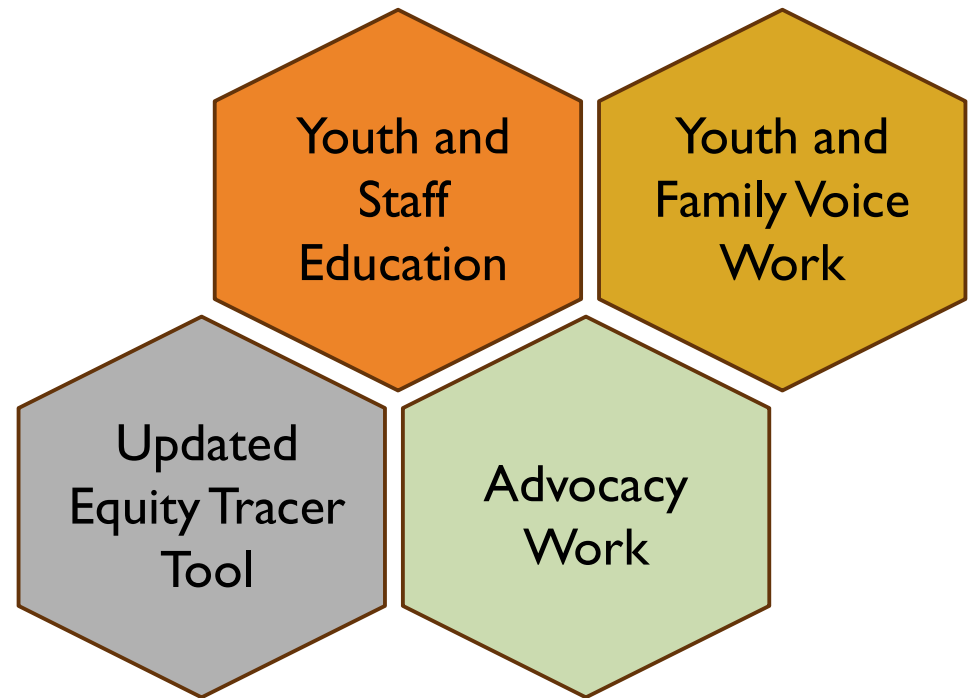 Youth and
Staff
Education
Youth and
Family Voice
Work
Updated
Equity Tracer
Tool
Advocacy
Work